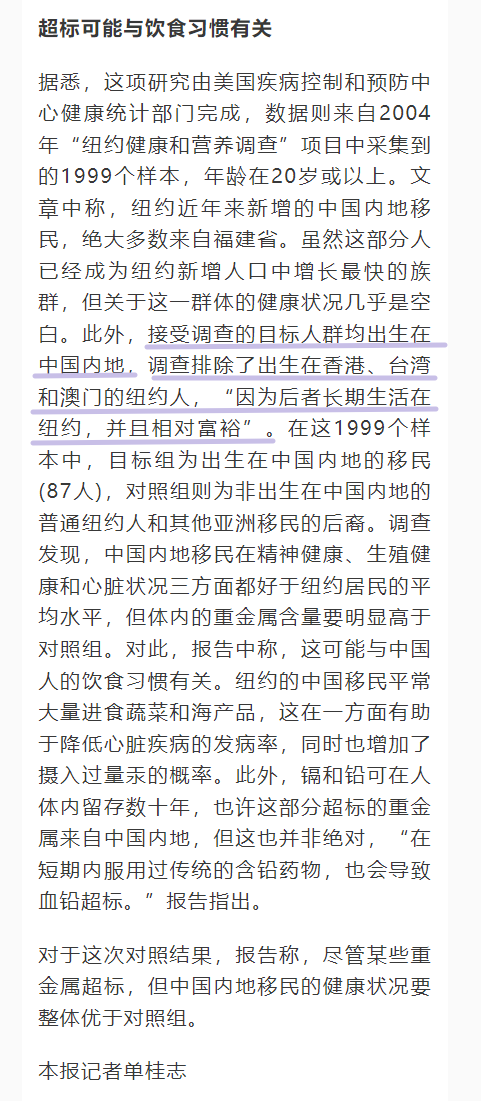 超标可能与饮食习惯有关
据悉，这项研究由美国疾病控制和预防中
心健康统计部门完成，数据则来自2004
年“纽约健康和营养调查”项目中采集到
的1999个样本，年龄在20岁或以上。文
章中称，纽约近年来新增的中国内地移
民，绝大多数来自福建省。虽然这部分人
已经成为纽约新增人口中增长最快的族
群，但关于这一群体的健康状况几乎是空
白。此外，接受调查的目标人群均出生在
中国内地，调查排除了出生在香港、台湾
和澳门的纽约人，“因为后者长期生活在
纽约，并且相对富裕”。在这1999个样
本中，目标组为出生在中国内地的移民
(87人)，对照组则为非出生在中国内地的
普通纽约人和其他亚洲移民的后裔。调查
发现，中国内地移民在精神健康、生殖健
康和心脏状况三方面都好于纽约居民的平
均水平，但体内的重金属含量要明显高于
对照组。对此，报告中称，这可能与中国
人的饮食习惯有关。纽约的中国移民平常
大量进食蔬菜和海产品，这在一方面有助
于降低心脏疾病的发病率，同时也增加了
摄入过量汞的概率。此外，镉和铅可在人
体内留存数十年，也许这部分超标的重金
属来自中国内地，但这也并非绝对，“在
短期内服用过传统的含铅药物，也会导致
血铅超标。”报告指出。
对于这次对照结果，报告称，尽管某些重
金属超标，但中国内地移民的健康状况要
整体优于对照组。
本报记者单桂志